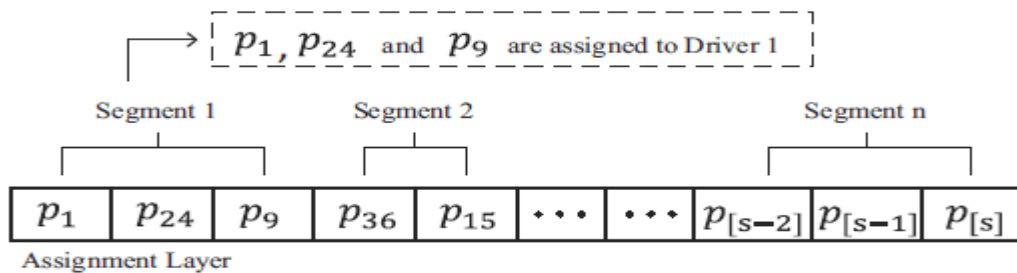 p₁, p₂₄ and p₉ are assigned to Driver 1
Segment 1 Segment 2 Segment n
p₁ p₂₄ p₉ p₃₆ p₁₅ ••• ••• p[s−2] p[s−1] p[s]
Assignment Layer